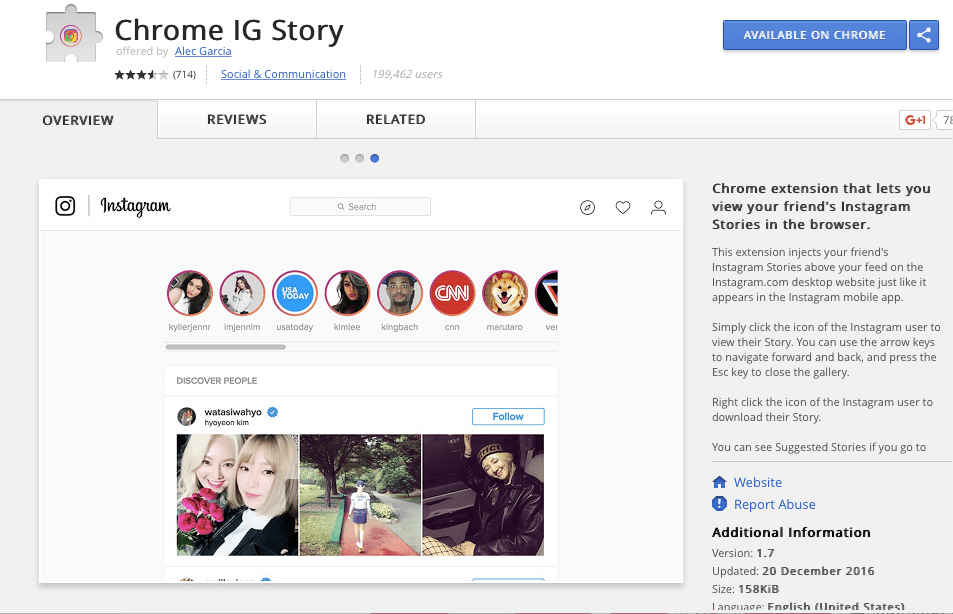 Chrome IG Story
offered by Alec Garcia
(714) Social & Communication 199,462 users
AVAILABLE ON CHROME
OVERVIEW REVIEWS RELATED
G+1
Instagram
Search
kylierjennr imjennim usatoday kimlee kingbach cnn marutaro
USA
TODAY
CNN
DISCOVER PEOPLE
watasiwahyo
hyoyeon kim
Follow
Chrome extension that lets you
view your friend's Instagram
Stories in the browser.
This extension injects your friend's
Instagram Stories above your feed on the
Instagram.com desktop website just like it
appears in the Instagram mobile app.
Simply click the icon of the Instagram user to
view their Story. You can use the arrow keys
to navigate forward and back, and press the
Esc key to close the gallery.
Right click the icon of the Instagram user to
download their Story.
You can see Suggested Stories if you go to
Website
Report Abuse
Additional Information
Version: 1.7
Updated: 20 December 2016
Size: 158KiB
Language: English (United States)